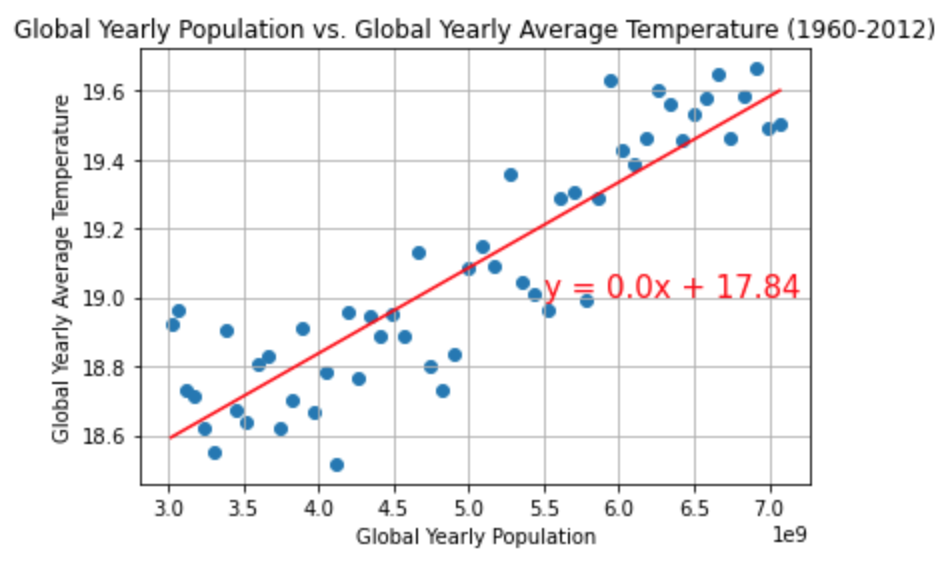 Global Yearly Population vs. Global Yearly Average Temperature (1960-2012)
Global Yearly Average Temperature
19.6
19.4
19.2
19.0
18.8
18.6
y = 0.0x + 17.84
3.0 3.5 4.0 4.5 5.0 5.5 6.0 6.5 7.0
1e9
Global Yearly Population